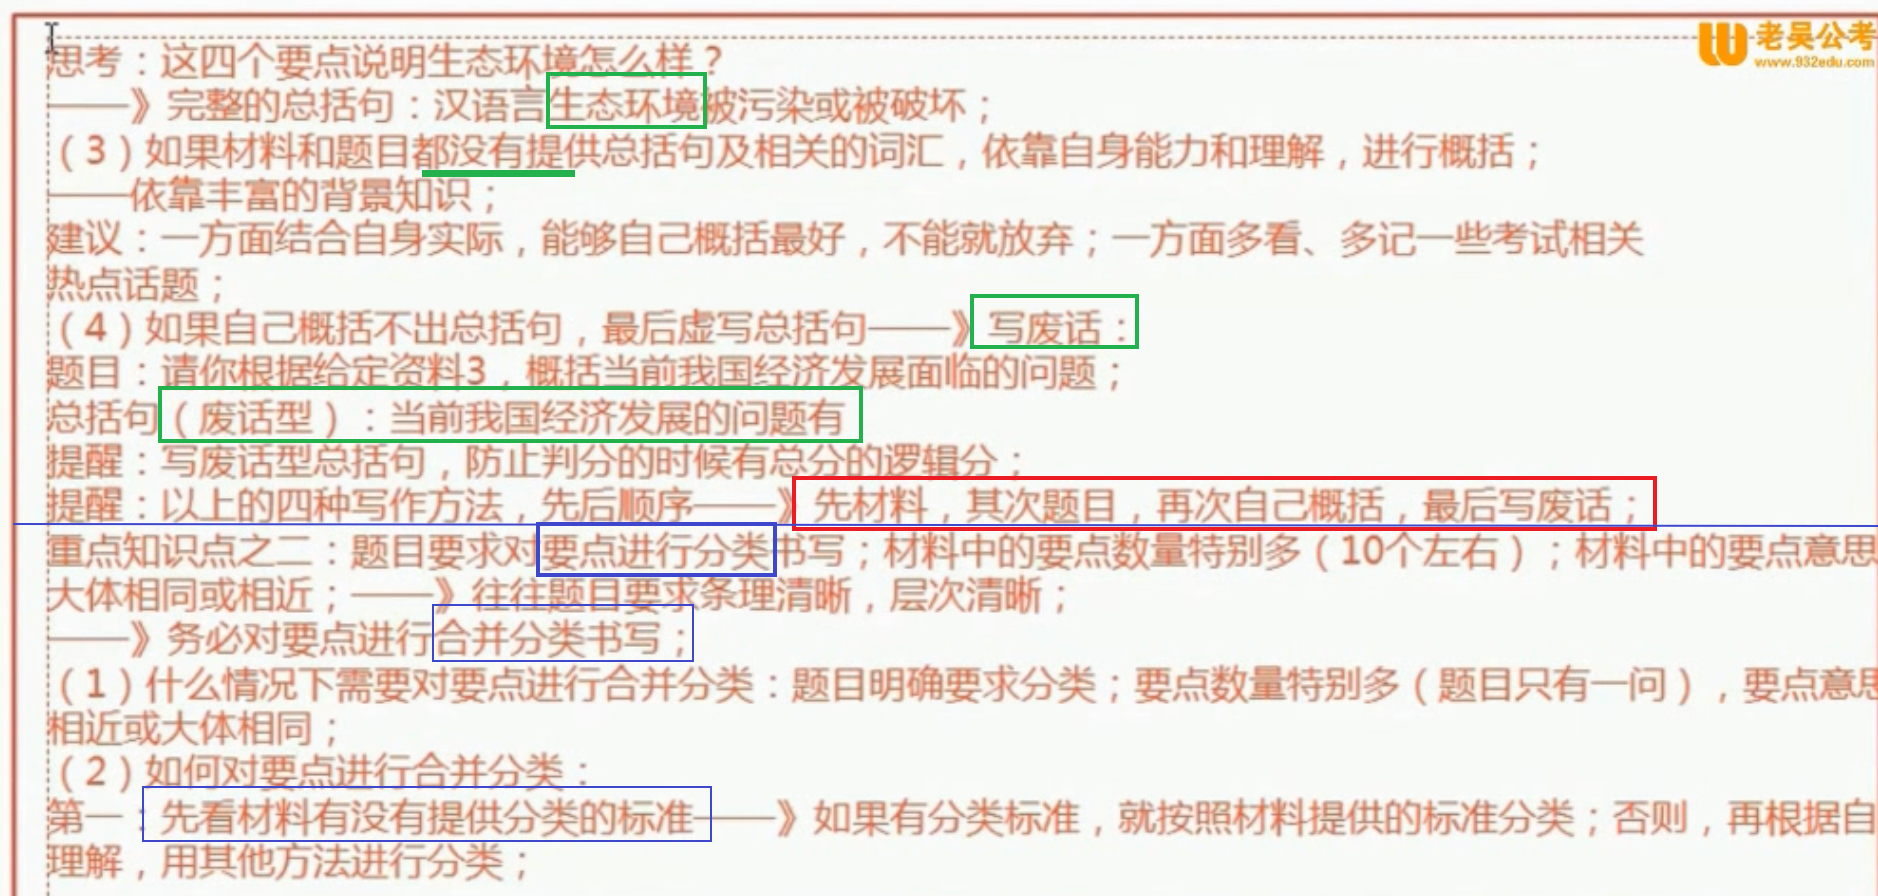 老吴公考
www.932edu.com
思考：这四个要点说明生态环境怎么样？
——》完整的总括句：汉语言生态环境被污染或被破坏；
（3）如果材料和题目都没有提供总括句及相关的词汇，依靠自身能力和理解，进行概括；
——依靠丰富的背景知识；
建议：一方面结合自身实际，能够自己概括最好，不能就放弃；一方面多看、多记一些考试相关
热点话题；
（4）如果自己概括不出总括句，最后虚写总括句——》写废话：
题目：请你根据给定资料3，概括当前我国经济发展面临的问题；
总括句（废话型）：当前我国经济发展的问题有
提醒：写废话型总括句，防止判分的时候有总分的逻辑分；
提醒：以上的四种写作方法，先后顺序——》先材料，其次题目，再次自己概括，最后写废话；
重点知识点之二：题目要求对要点进行分类书写；材料中的要点数量特别多（10个左右）；材料中的要点意思
大体相同或相近；——》往往题目要求条理清晰，层次清晰；
——》务必对要点进行合并分类书写；
（1）什么情况下需要对要点进行合并分类：题目明确要求分类；要点数量特别多（题目只有一问），要点意思
相近或大体相同；
（2）如何对要点进行合并分类：
第一：先看材料有没有提供分类的标准——》如果有分类标准，就按照材料提供的标准分类；否则，再根据自
理解，用其他方法进行分类；